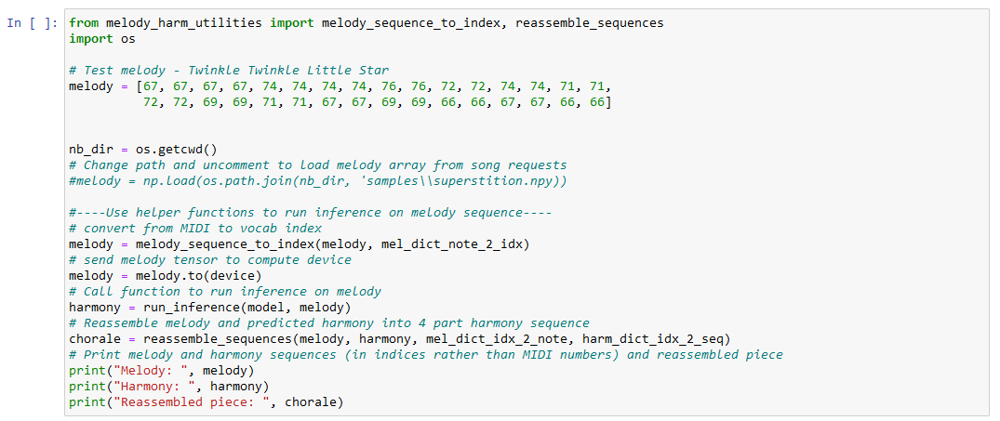 In [ ]: from melody_harm_utilities import melody_sequence_to_index, reassemble_sequences
import os
# Test melody - Twinkle Twinkle Little Star
melody = [67, 67, 67, 67, 74, 74, 74, 74, 76, 76, 72, 72, 74, 74, 71, 71,
72, 72, 69, 69, 71, 71, 67, 67, 69, 69, 66, 66, 67, 67, 66, 66]
nb_dir = os.getcwd()
# Change path and uncomment to load melody array from song requests
#melody = np.load(os.path.join(nb_dir, 'samples\\superstition.npy))
#----Use helper functions to run inference on melody sequence----
# convert from MIDI to vocab index
melody = melody_sequence_to_index(melody, mel_dict_note_2_idx)
# send melody tensor to compute device
melody = melody.to(device)
# Call function to run inference on melody
harmony = run_inference(model, melody)
# Reassemble melody and predicted harmony into 4 part harmony sequence
chorale = reassemble_sequences(melody, harmony, mel_dict_idx_2_note, harm_dict_idx_2_seq)
# Print melody and harmony sequences (in indices rather than MIDI numbers) and reassembled piece
print("Melody: ", melody)
print("Harmony: ", harmony)
print("Reassembled piece: ", chorale)